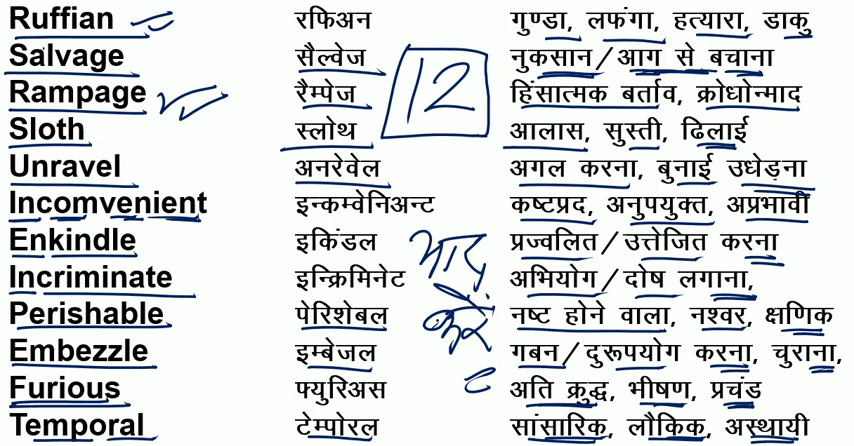 Ruffian रफिअन गुण्डा, लफंगा, हत्यारा, डाकु
Salvage सैल्वेज नुकसान/आग से बचाना
12
Rampage रैम्पेज हिंसात्मक बर्ताव, क्रोधोन्माद
Sloth स्लोथ आलास, सुस्ती, ढिलाई
Unravel अनरेवेल अगल करना, बुनाई उधेड़ना
Incomvenient इन्कम्वेनिअन्ट कष्टप्रद, अनुपयुक्त, अप्रभावी
Enkindle इकिंडल प्रज्वलित/उत्तेजित करना
याद
Incriminate इन्क्रिमिनेट अभियोग/दोष लगाना,
Perishable पेरिशेबल नष्ट होने वाला, नश्वर, क्षणिक
करें
Embezzle इम्बेजल गबन/दुरूपयोग करना, चुराना,
Furious फ्युरिअस अति क्रुद्ध, भीषण, प्रचंड
Temporal टेम्पोरल सांसारिक, लौकिक, अस्थायी